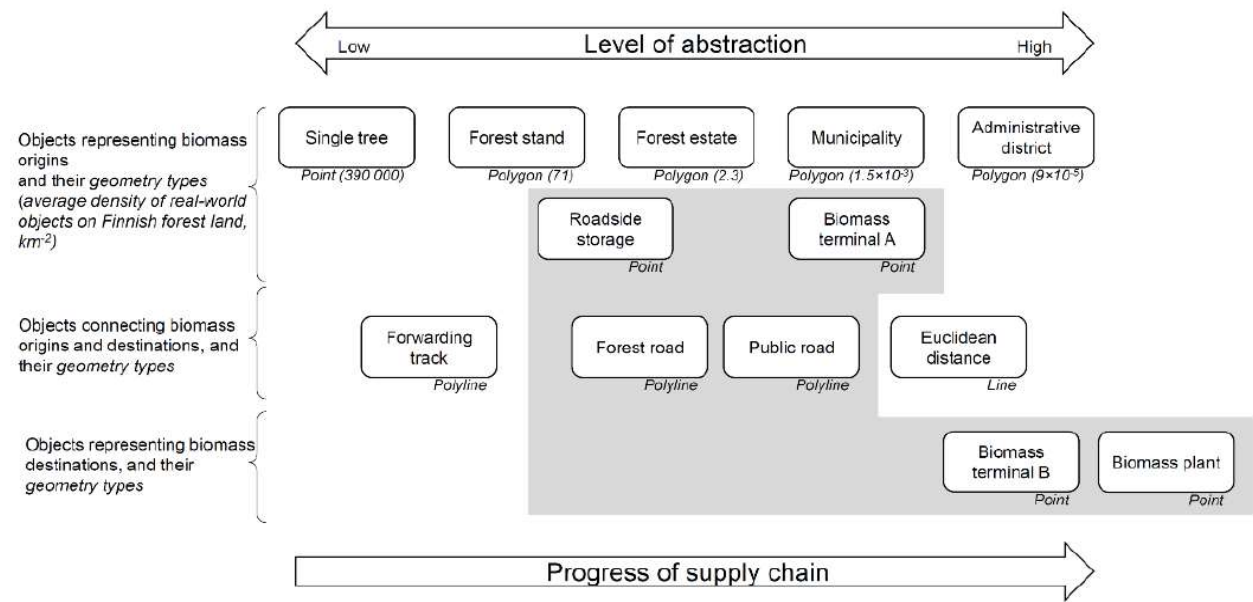 Low
Level of abstraction
High
Objects representing biomass
origins
and their geometry types
(average density of real-world
objects on Finnish forest land,
km-2)
Single tree
Point (390 000)
Forest stand
Polygon (71)
Forest estate
Polygon (2.3)
Municipality
Polygon (1.5×10-3)
Administrative
district
Polygon (9×10-5)
Roadside
storage
Point
Biomass
terminal A
Point
Objects connecting biomass
origins and destinations, and
their geometry types
Forwarding
track
Polyline
Forest road
Polyline
Public road
Polyline
Euclidean
distance
Line
Objects representing biomass
destinations, and their
geometry types
Biomass
terminal B
Point
Biomass plant
Point
Progress of supply chain